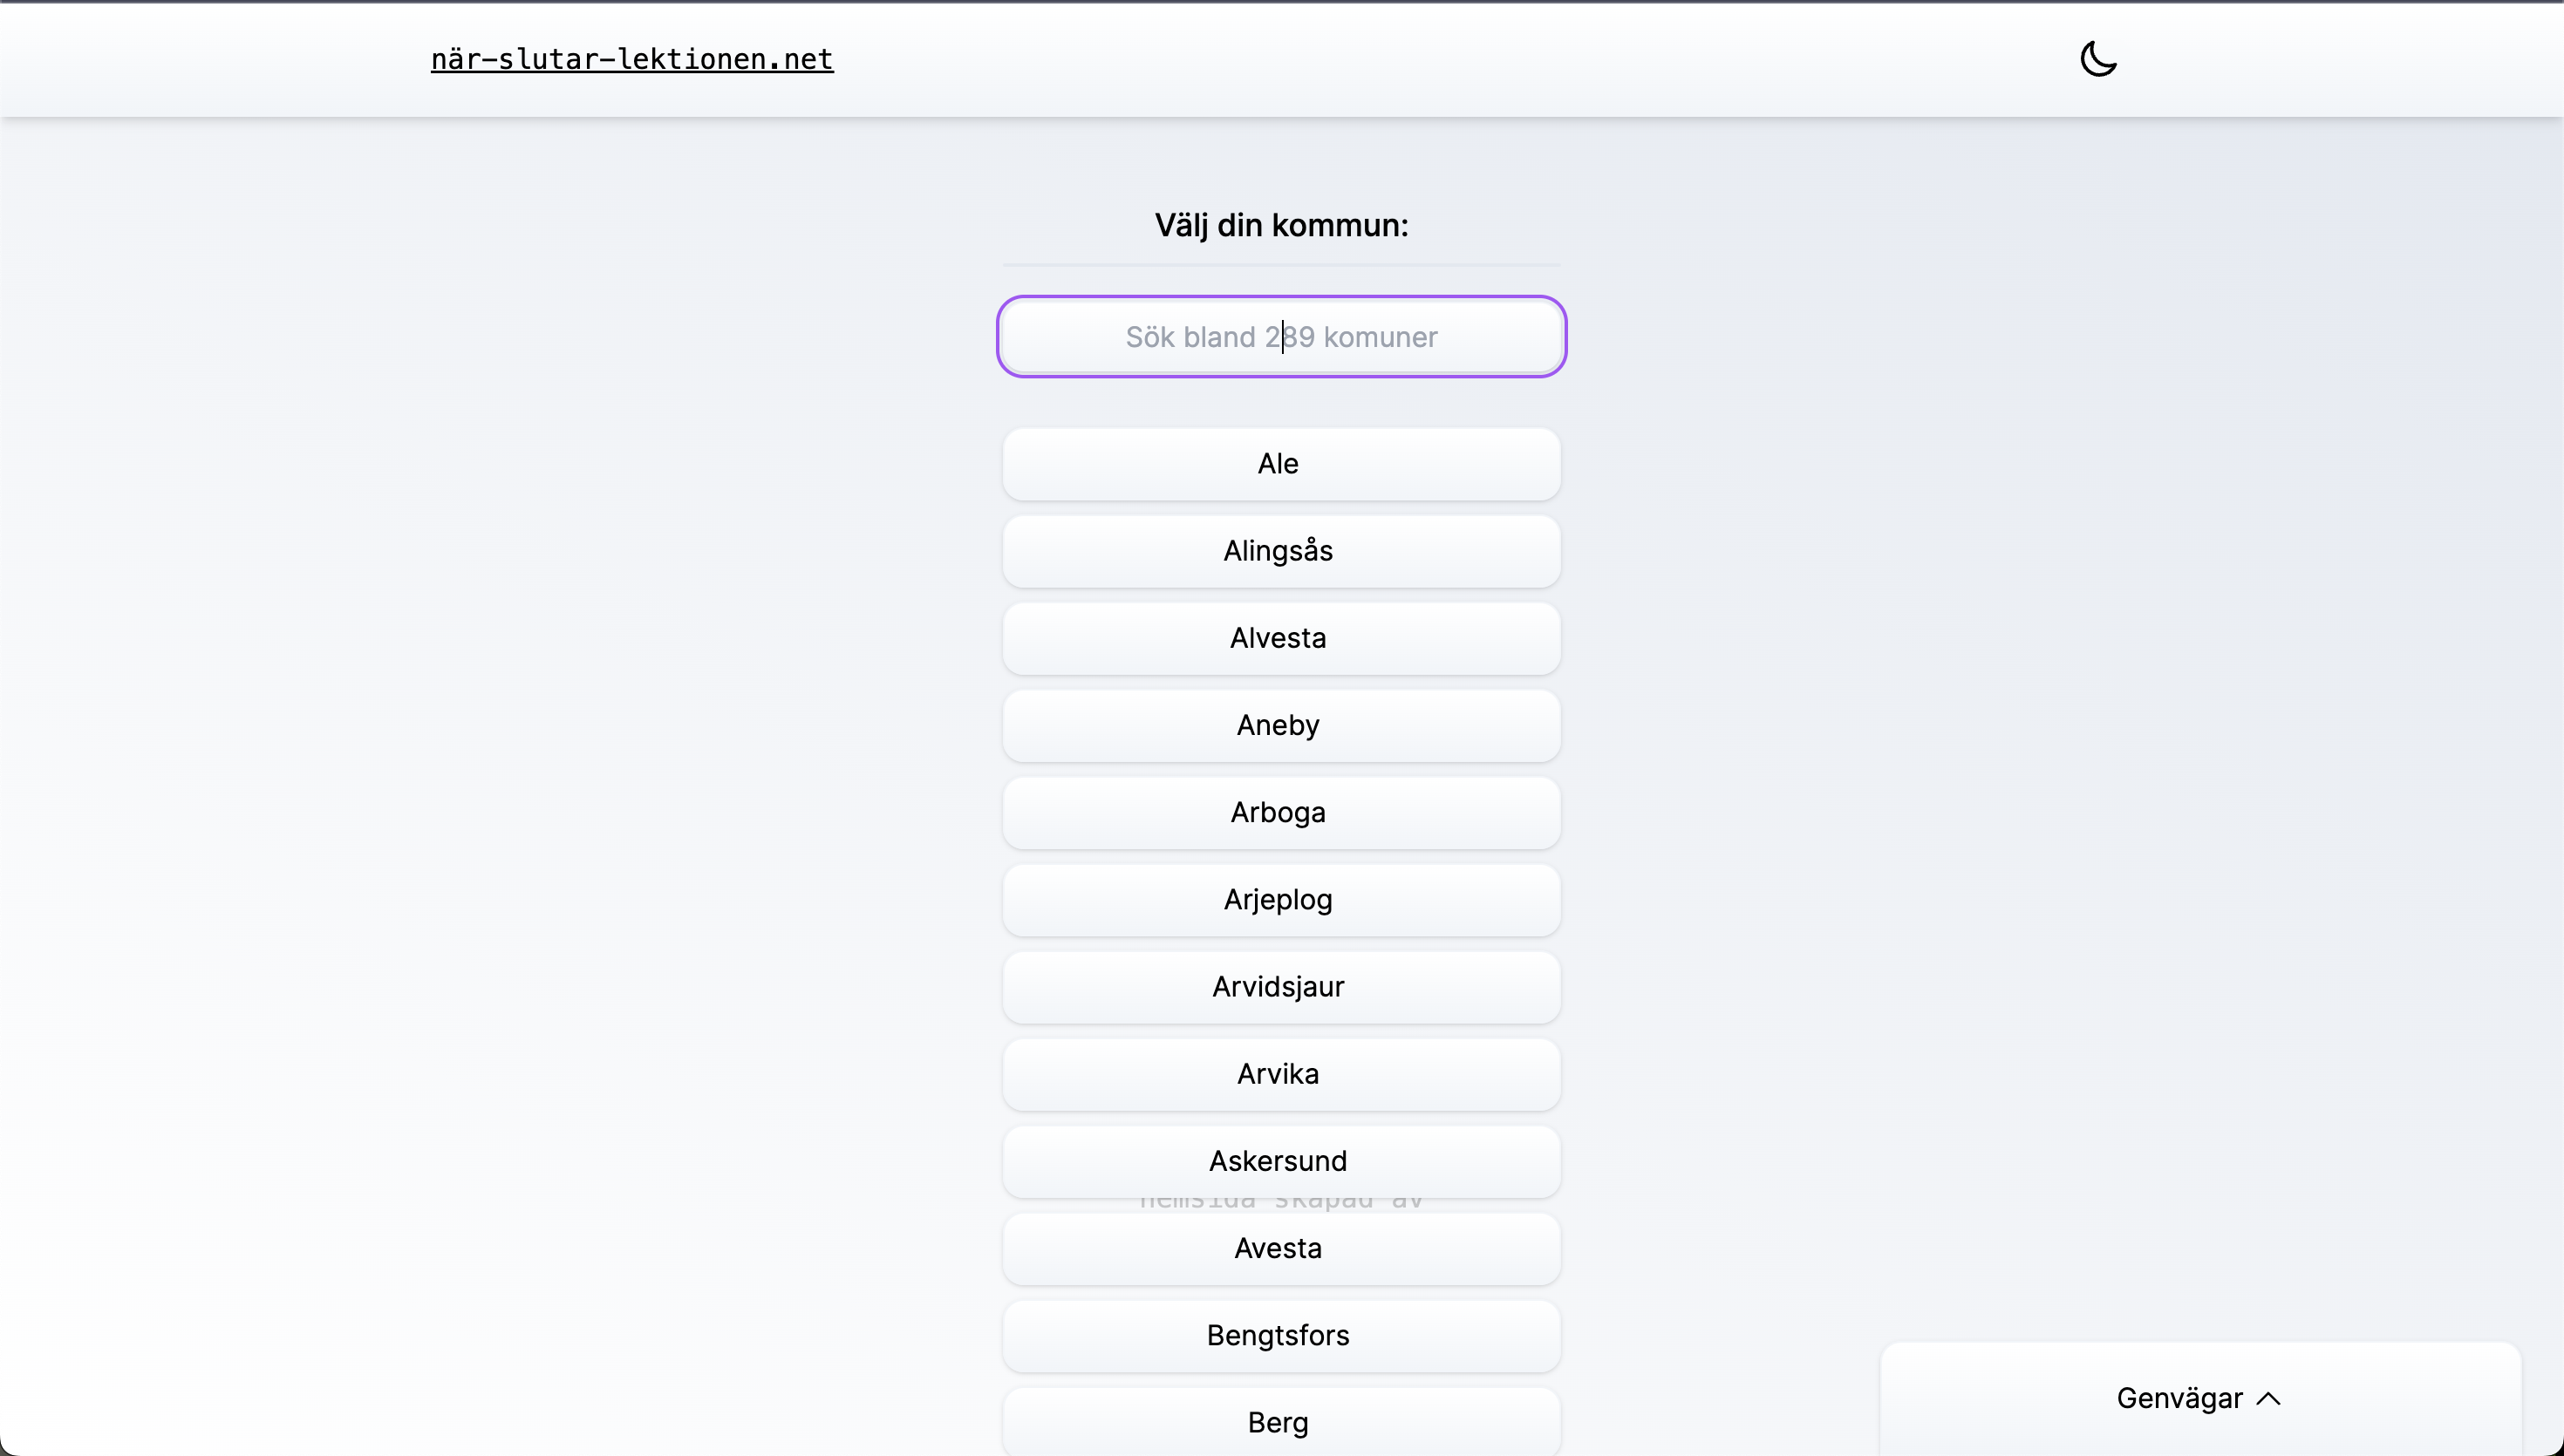 när-slutar-lektionen.net
Välj din kommun:
Sök bland 289 komuner
Ale
Alingsås
Alvesta
Aneby
Arboga
Arjeplog
Arvidsjaur
Arvika
Askersund
hemsida skapad av
Avesta
Bengtsfors
Berg
Genvägar